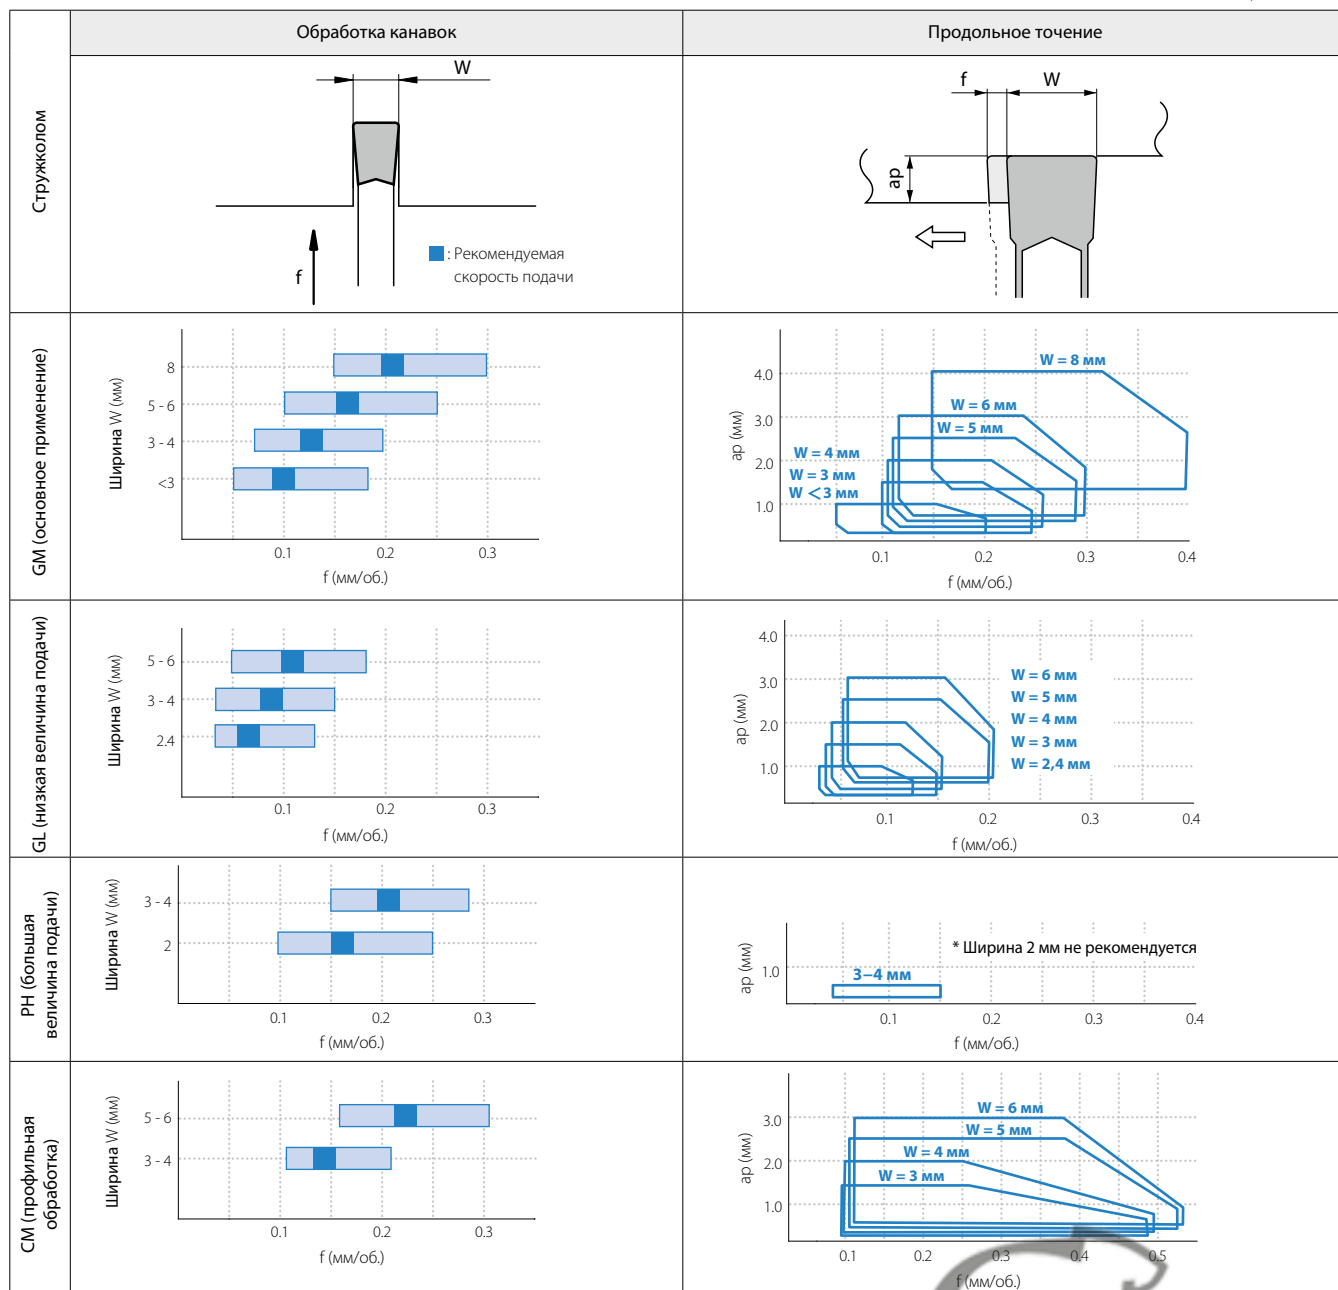 Обработка канавок
Продольное точение
Стружколом
W
f
: Рекомендуемая
скорость подачи
f
W
ap
GM (основное применение)
Ширина W (мм)
8
5 - 6
3 - 4
<3
0.1
0.2
0.3
f (мм/об.)
ap (мм)
4.0
3.0
2.0
1.0
W = 8 мм
W = 6 мм
W = 5 мм
W = 4 мм
W = 3 мм
W < 3 мм
0.1
0.2
0.3
0.4
f (мм/об.)
GL (низкая величина подачи)
Ширина W (мм)
5 - 6
3 - 4
2.4
0.1
0.2
0.3
f (мм/об.)
ap (мм)
4.0
3.0
2.0
1.0
W = 6 мм
W = 5 мм
W = 4 мм
W = 3 мм
W = 2,4 мм
0.1
0.2
0.3
0.4
f (мм/об.)
PH (большая
величина подачи)
Ширина W (мм)
3 - 4
2
0.1
0.2
0.3
f (мм/об.)
ap (мм)
1.0
* Ширина 2 мм не рекомендуется
3–4 мм
0.1
0.2
0.3
0.4
f (мм/об.)
CM (профильная
обработка)
Ширина W (мм)
5 - 6
3 - 4
0.1
0.2
0.3
f (мм/об.)
ap (мм)
3.0
2.0
1.0
W = 6 мм
W = 5 мм
W = 4 мм
W = 3 мм
0.1
0.2
0.3
0.4
0.5
f (мм/об.)